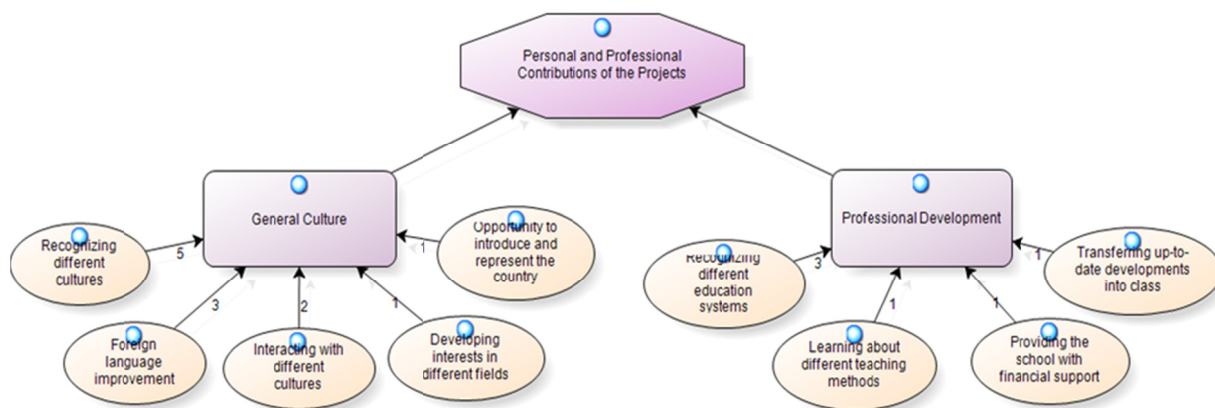 Personal and Professional
Contributions of the Projects
General Culture
Professional Development
Recognizing
different
cultures
5
Foreign
language
improvement
3
Interacting with
different
cultures
2
Developing
interests in
different fields
1
Opportunity to
introduce and
represent the
country
1
Recognizing
different
education
systems
3
Learning about
different teaching
methods
1
Providing the
school with
financial support
1
Transferring up-to-
date developments
into class
1